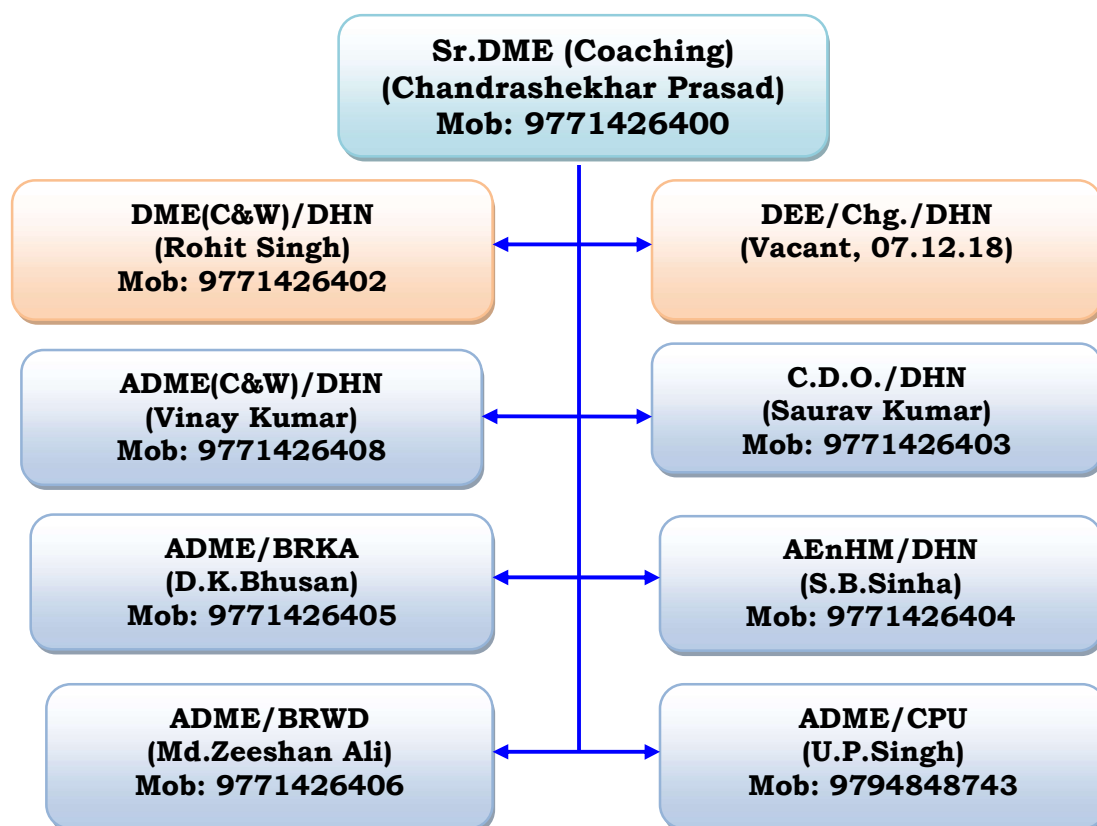 Sr.DME (Coaching)
(Chandrashekhar Prasad)
Mob: 9771426400
DME(C&W)/DHN
(Rohit Singh)
Mob: 9771426402
DEE/Chg./DHN
(Vacant, 07.12.18)
ADME(C&W)/DHN
(Vinay Kumar)
Mob: 9771426408
C.D.O./DHN
(Saurav Kumar)
Mob: 9771426403
ADME/BRKA
(D.K.Bhusan)
Mob: 9771426405
AEnHM/DHN
(S.B.Sinha)
Mob: 9771426404
ADME/BRWD
(Md.Zeeshan Ali)
Mob: 9771426406
ADME/CPU
(U.P.Singh)
Mob: 9794848743